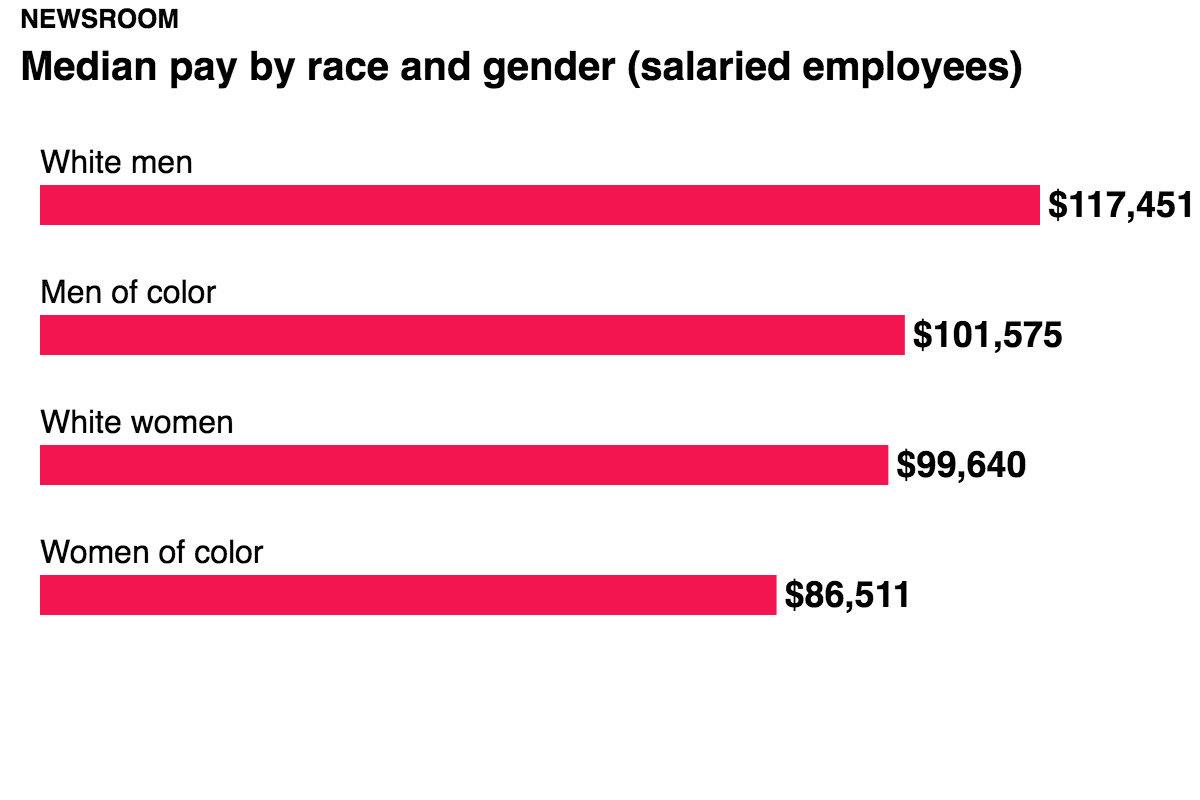 NEWSROOM
Median pay by race and gender (salaried employees)
White men
$117,451
Men of color
$101,575
White women
$99,640
Women of color
$86,511